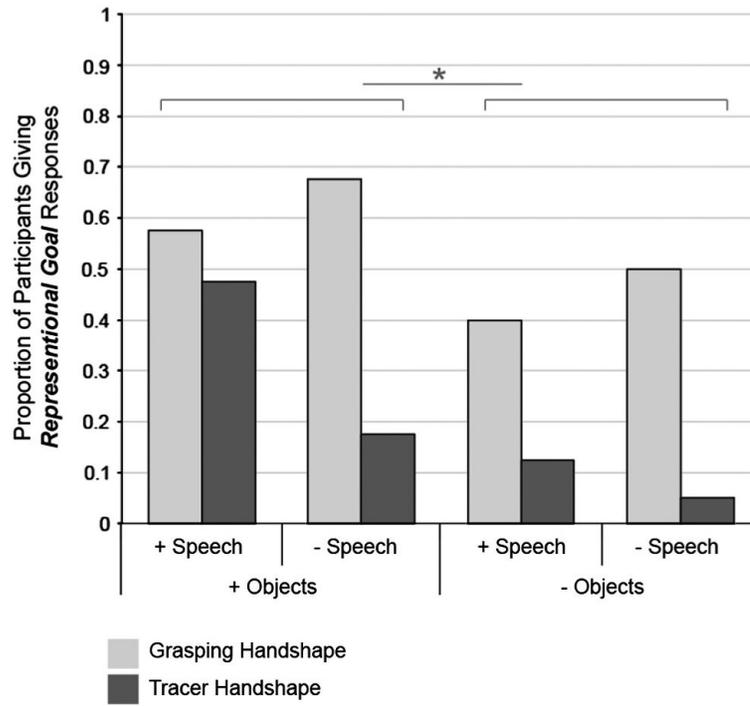 1
0.9
*
0.8
0.7
0.6
0.5
0.4
0.3
0.2
0.1
0
Proportion of Participants Giving
Representional Goal Responses
+ Speech
- Speech
+ Speech
- Speech
+ Objects
- Objects
Grasping Handshape
Tracer Handshape